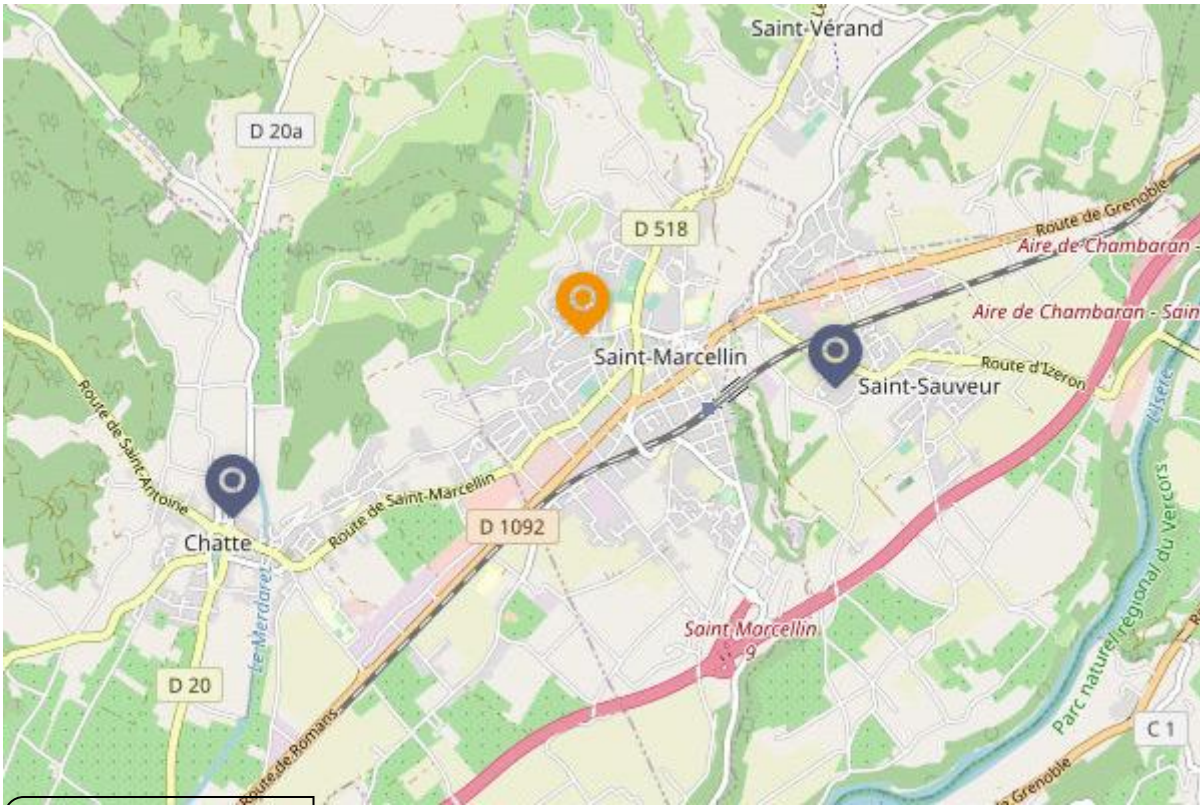 Saint-Vérand
D 20a
D 518
Route de Grenoble
Aire de Chambaran
Aire de Chambaran - Sain
Saint-Marcellin
Route d'Izeron
Saint-Sauveur
L'Isère
Route de Saint-Antoine
Route de Saint-Marcellin
D 1092
Chatte
Le Merdaret
Parc naturel régional du Vercors
Saint Marcellin
9
D 20
C 1
Route de Romans
Grenoble